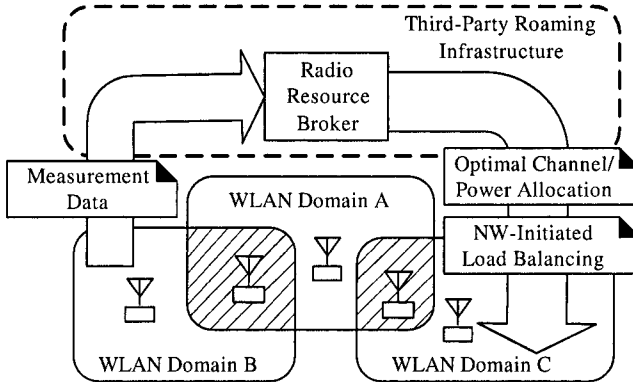 Third-Party Roaming
Infrastructure
Radio
Resource
Broker
Measurement
Data
Optimal Channel/
Power Allocation
WLAN Domain A
NW-Initiated
Load Balancing
WLAN Domain B
WLAN Domain C